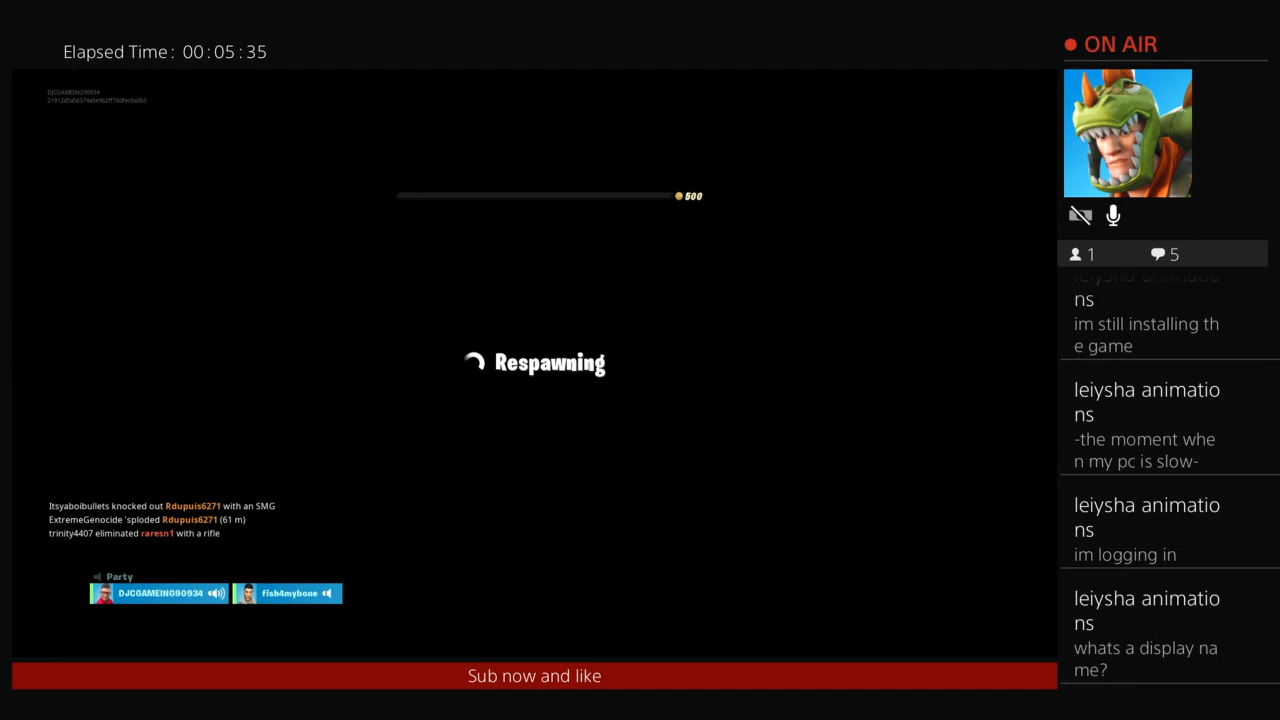 Elapsed Time: 00:05:35
ON AIR
DJCGAMEING90934
500
1
5
ns
im still installing th
e game
leiysha animatio
ns
-the moment whe
n my pc is slow-
leiysha animatio
ns
im logging in
leiysha animatio
ns
whats a display na
me?
Respawning
Itsyaboibullets knocked out Rdupuis6271 with an SMG
ExtremeGenocide 'sploded Rdupuis6271 (61 m)
trinity4407 eliminated raresn1 with a rifle
Party
DJCGAMEING90934
fish4mybone
Sub now and like